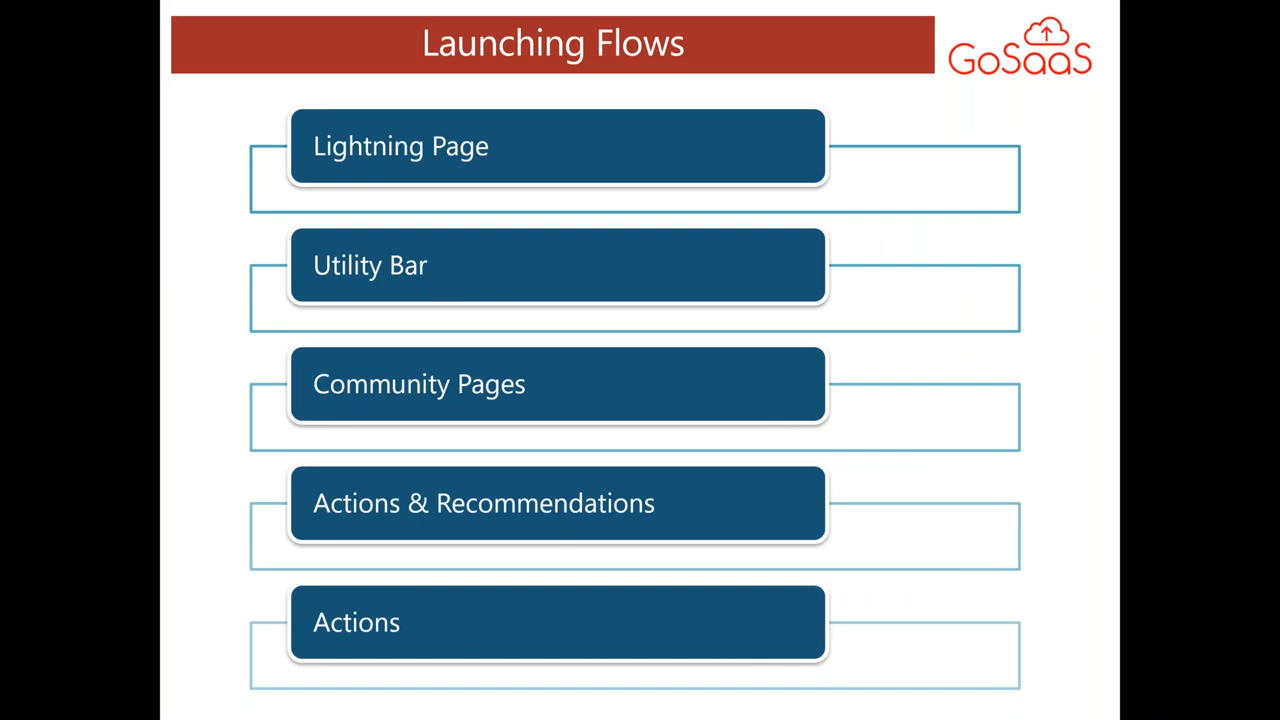 Launching Flows
GoSaaS
Lightning Page
Utility Bar
Community Pages
Actions & Recommendations
Actions